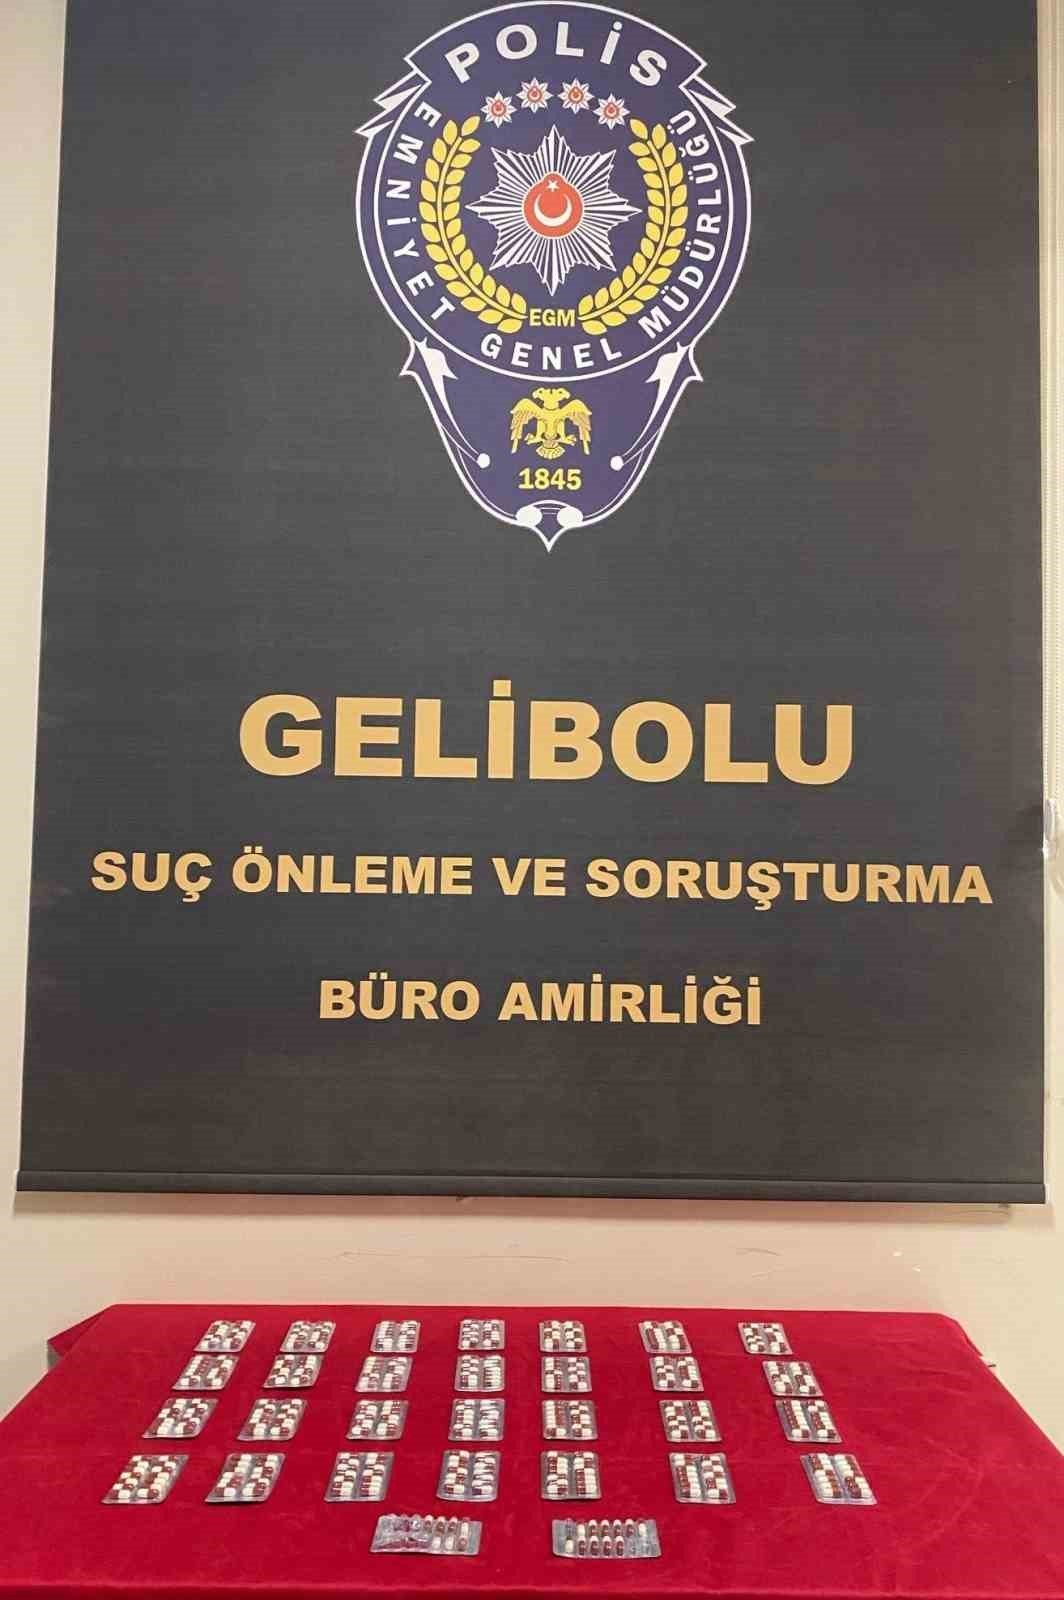 POLİS
EMNİYET GENEL MÜDÜRLÜĞÜ
EGM
1845
GELİBOLU
SUÇ ÖNLEME VE SORUŞTURMA
BÜRO AMİRLİĞİ